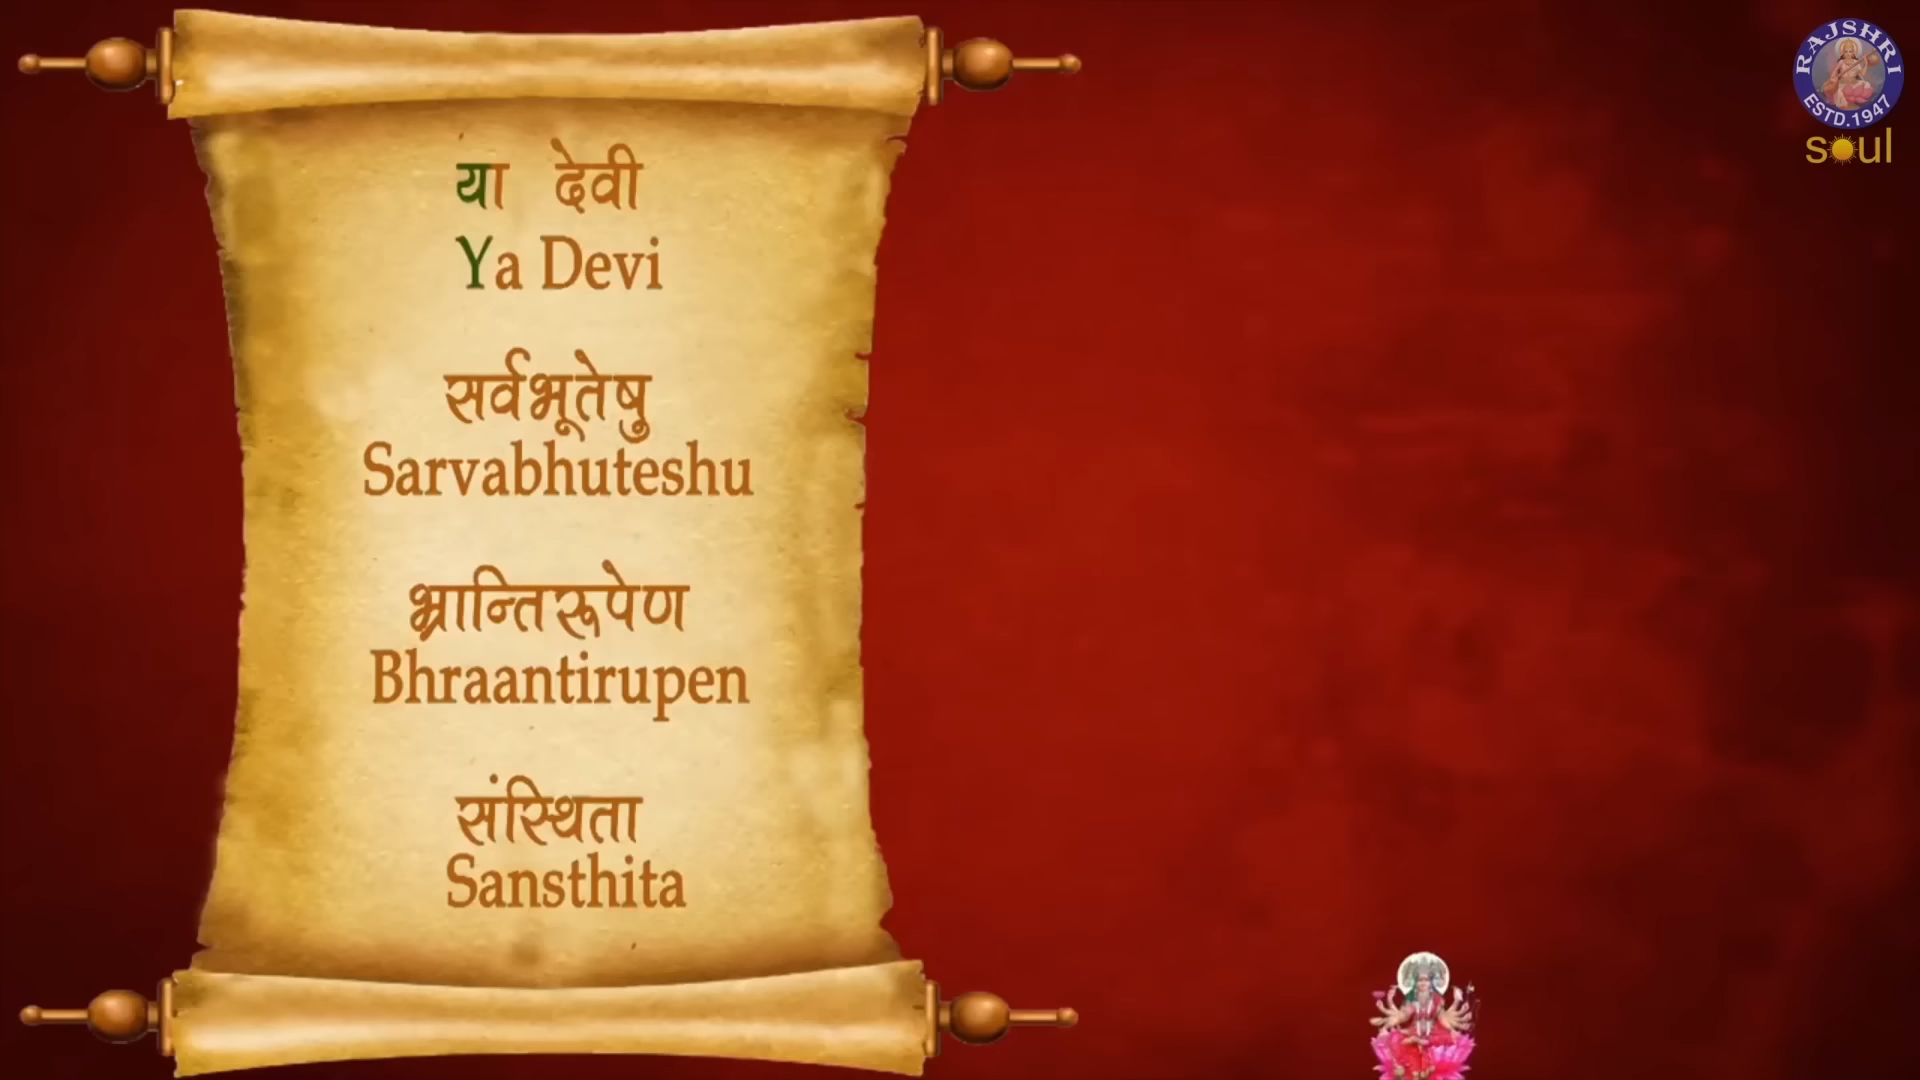 या देवी
Ya Devi
सर्वभूतेषु
Sarvabhuteshu
भ्रान्तिरूपेण
Bhraantirupen
संस्थिता
Sansthita
RAJSHRI
ESTD.1947
soul